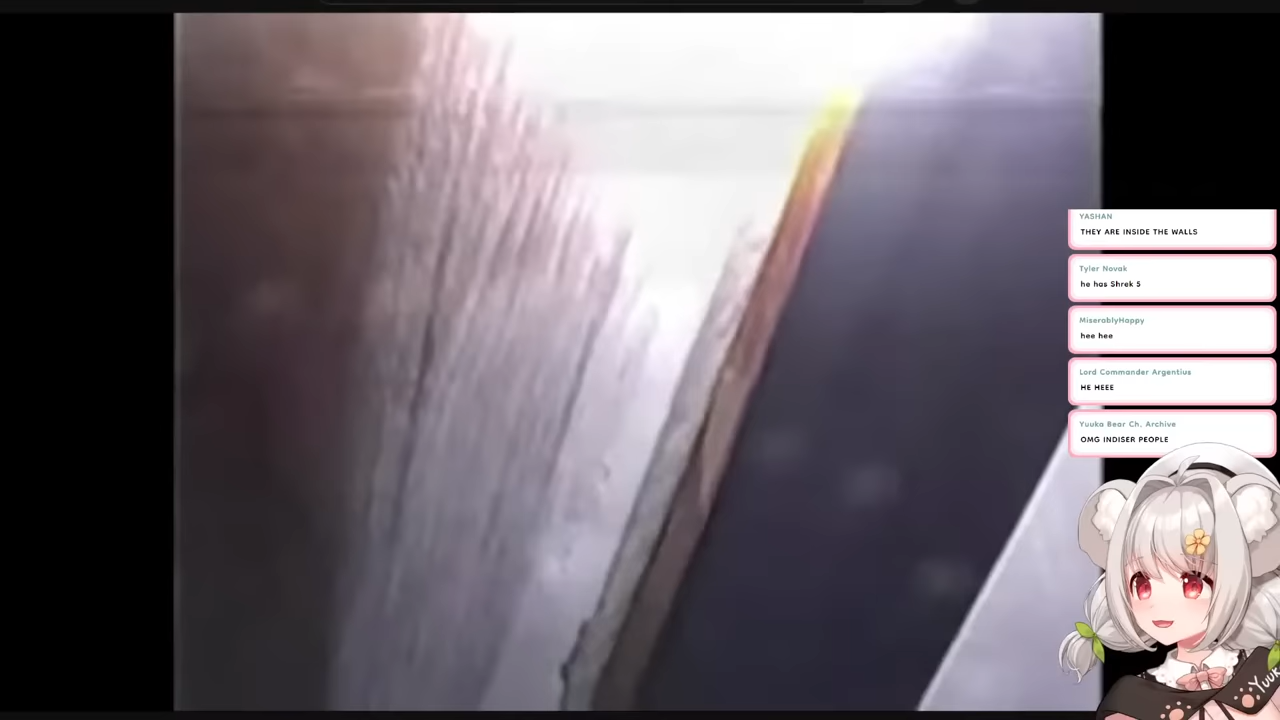 YASHAN
THEY ARE INSIDE THE WALLS
Tyler Novak
he has Shrek 5
MiserablyHappy
hee hee
Lord Commander Argentius
HE HEEE
Yuuka Bear Ch. Archive
OMG INDISER PEOPLE